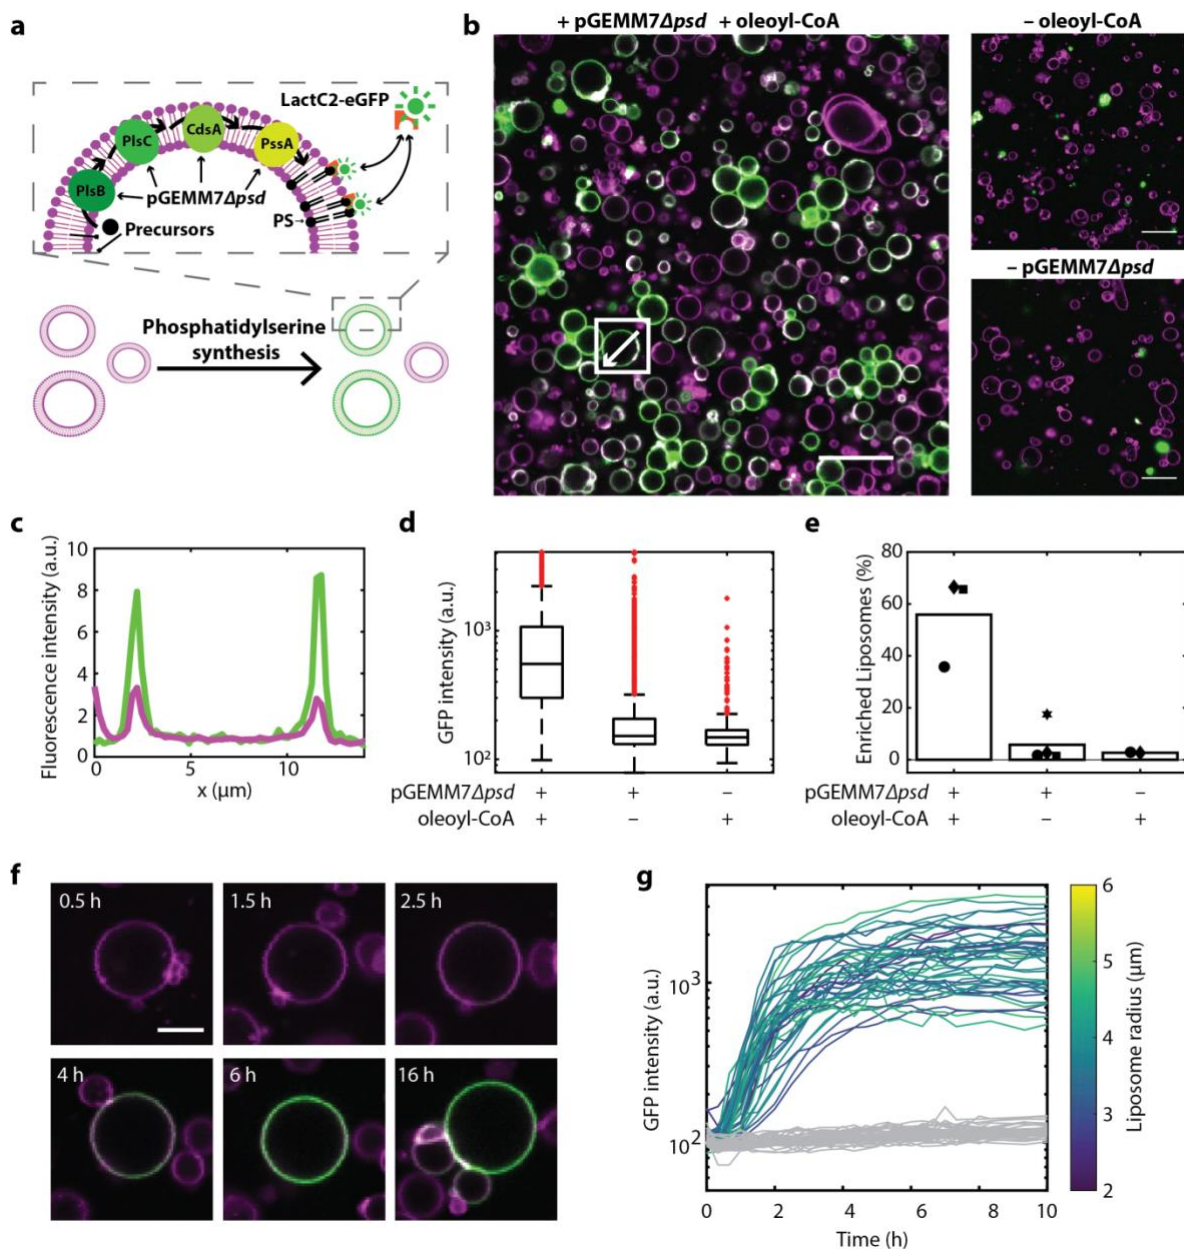 a
LactC2-eGFP
PlsB
PlsC
CdsA
PssA
pGEMM7Δpsd
PS
Precursors
Phosphatidylserine
synthesis
b
+ pGEMM7Δpsd + oleoyl-CoA
– oleoyl-CoA
– pGEMM7Δpsd
c
Fluorescence intensity (a.u.)
10
8
6
4
2
0
0 5 10
x (μm)
d
GFP intensity (a.u.)
10³
10²
pGEMM7Δpsd + + –
oleoyl-CoA + – +
e
Enriched Liposomes (%)
80
60
40
20
0
pGEMM7Δpsd + + –
oleoyl-CoA + – +
f
0.5 h
1.5 h
2.5 h
4 h
6 h
16 h
g
GFP intensity (a.u.)
10³
10²
0 2 4 6 8 10
Time (h)
6
5
4
3
2
Liposome radius (μm)